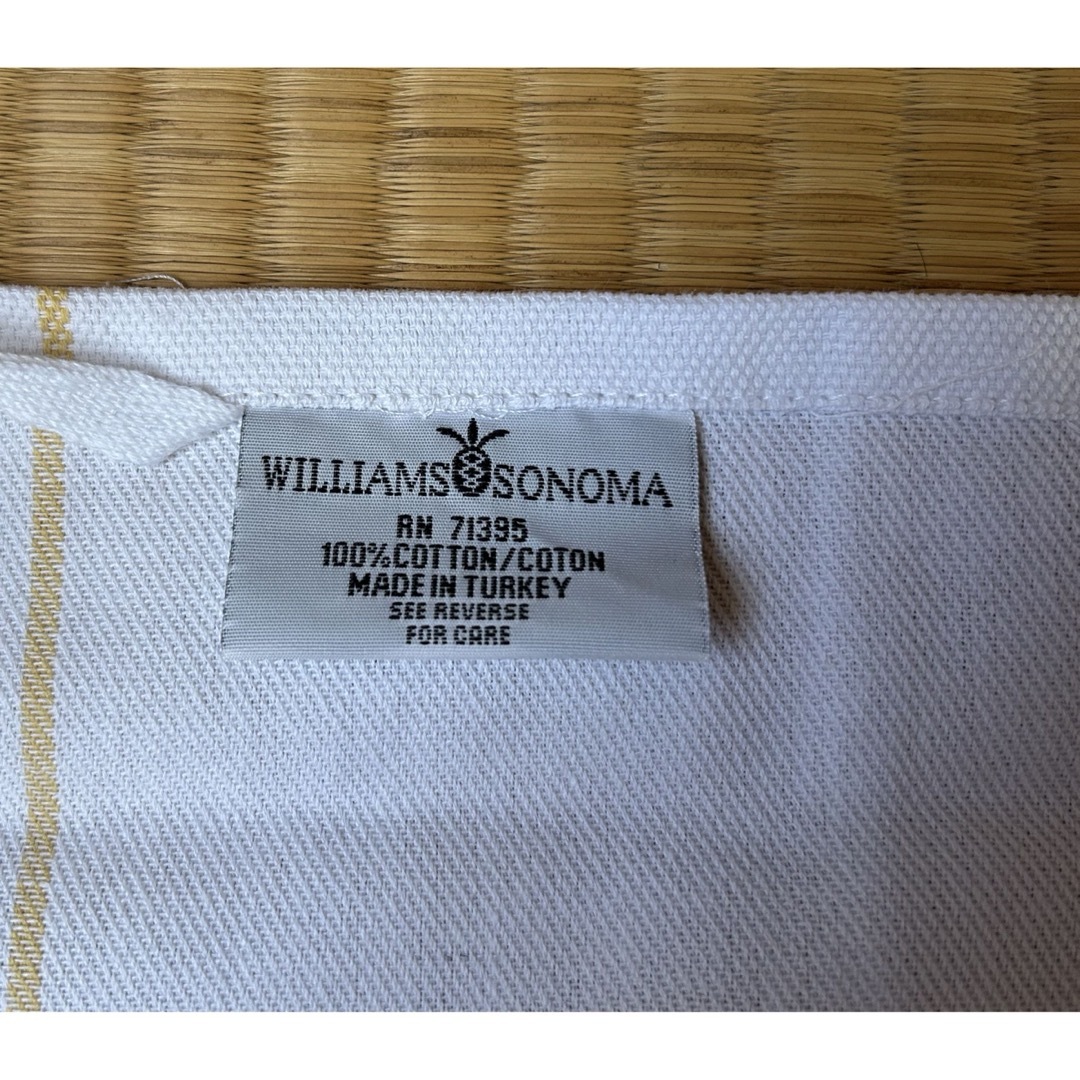 WILLIAMS SONOMA
RN 71395
100%COTTON/COTON
MADE IN TURKEY
SEE REVERSE
FOR CARE